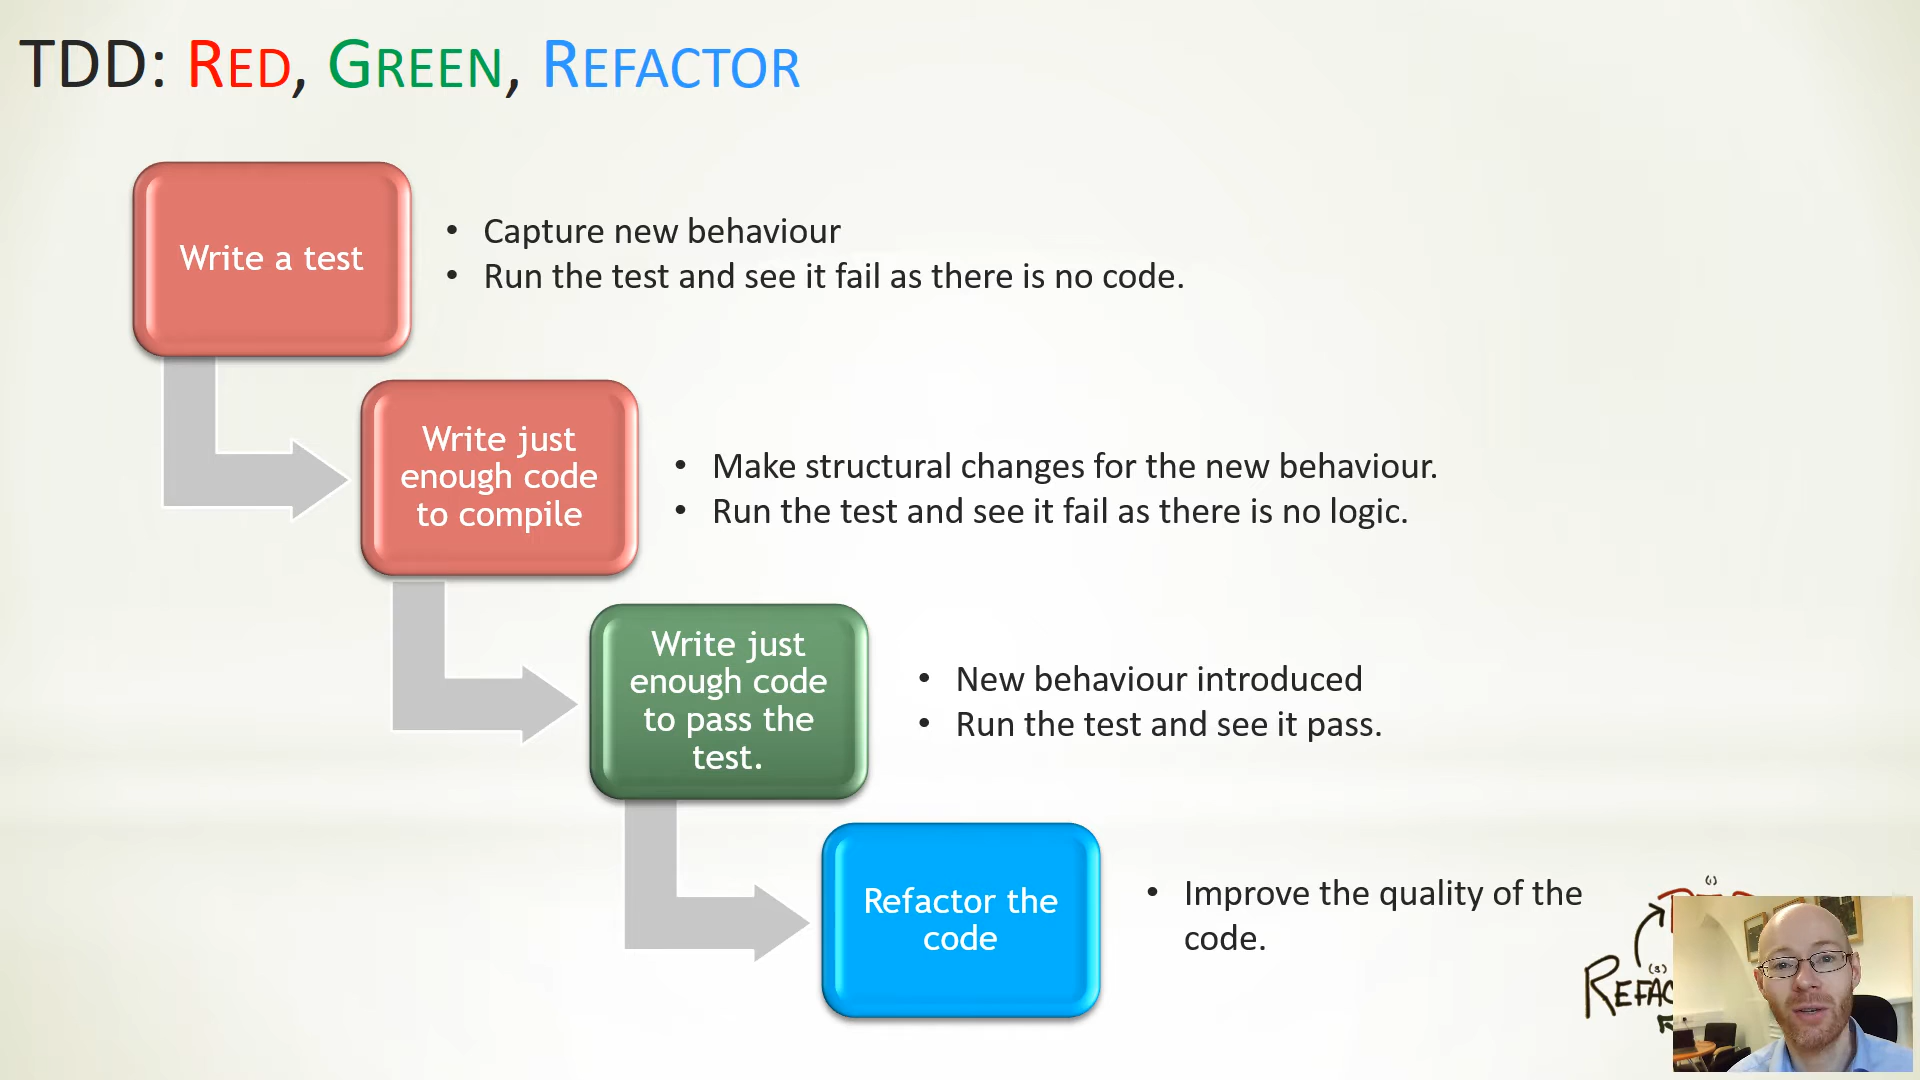 TDD: RED, GREEN, REFACTOR
Write a test
• Capture new behaviour
• Run the test and see it fail as there is no code.
Write just
enough code
to compile
• Make structural changes for the new behaviour.
• Run the test and see it fail as there is no logic.
Write just
enough code
to pass the
test.
• New behaviour introduced
• Run the test and see it pass.
Refactor the
code
• Improve the quality of the
code.
(1)
(3)